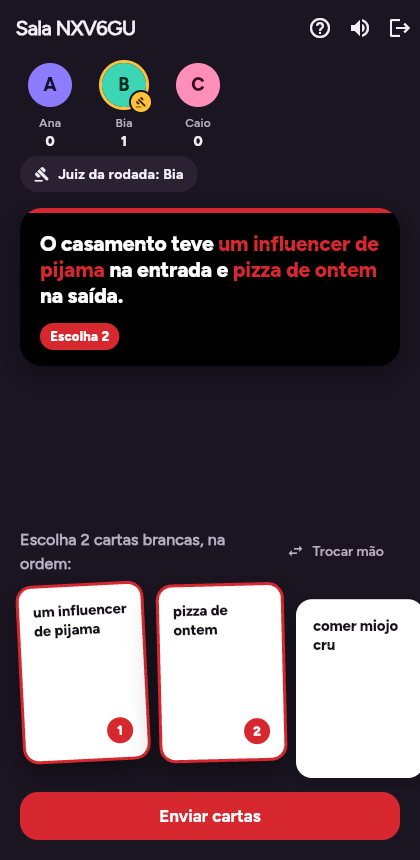 Sala NXV6GU
A
B
C
Ana
Bia
Caio
0
1
0
Juiz da rodada: Bia
O casamento teve um influencer de
pijama na entrada e pizza de ontem
na saída.
Escolha 2
Escolha 2 cartas brancas, na
ordem:
Trocar mão
um influencer
de pijama
1
pizza de
ontem
2
comer miojo
cru
Enviar cartas